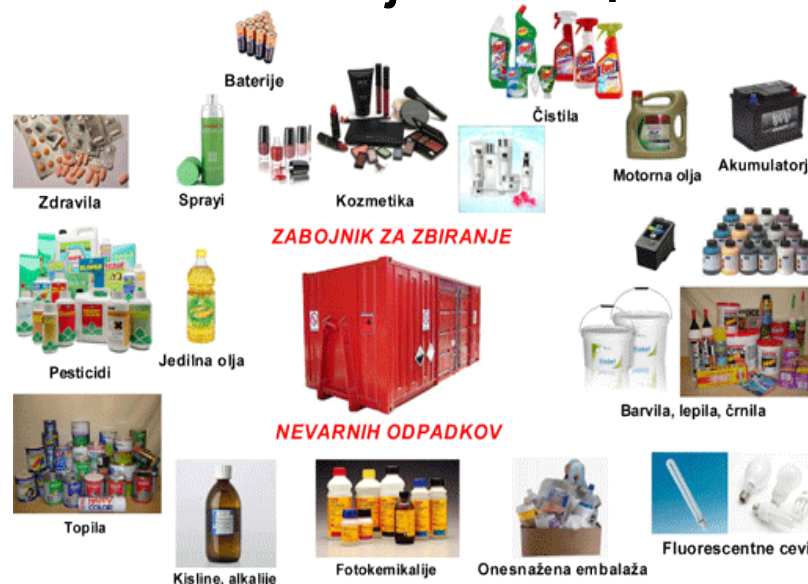 Baterije
Čistila
Zdravila
Sprayi
Kozmetika
Motorna olja
Akumulatorj
ZABOJNIK ZA ZBIRANJE
Pesticidi
Jedilna olja
Barvila, lepila, črnila
NEVARNIH ODPADKOV
Topila
Kisline, alkalije
Fotokemikalije
Onesnažena embalaža
Fluorescentne cevi